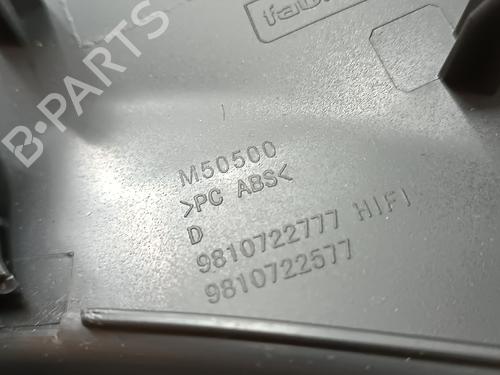 M50500
>PC ABS<
D
9810722777 HIFI
9810722577
B-PARTS